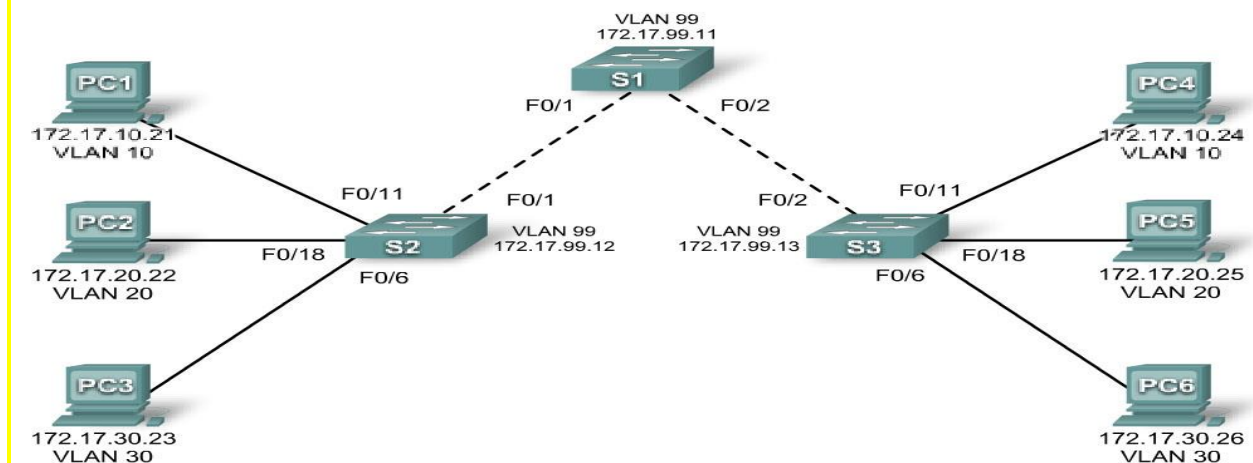 VLAN 99
172.17.99.11
S1
F0/1
F0/2
PC1
172.17.10.21
VLAN 10
PC4
172.17.10.24
VLAN 10
F0/11
F0/1
F0/2
F0/11
PC2
172.17.20.22
VLAN 20
F0/18
S2
F0/6
VLAN 99
172.17.99.12
VLAN 99
172.17.99.13
S3
F0/6
F0/18
PC5
172.17.20.25
VLAN 20
PC3
172.17.30.23
VLAN 30
PC6
172.17.30.26
VLAN 30